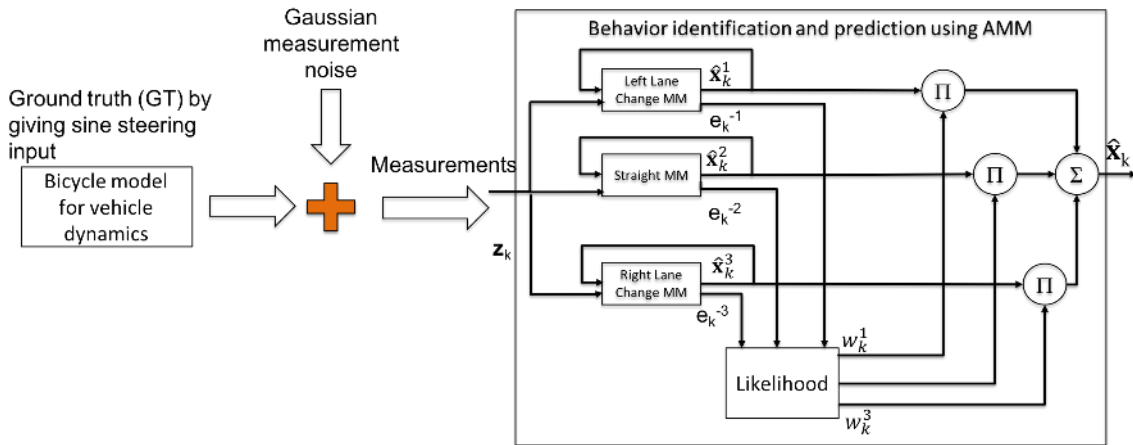 Gaussian
measurement
noise
Ground truth (GT) by
giving sine steering
input
Bicycle model
for vehicle
dynamics
Measurements
z_k
Behavior identification and prediction using AMM
Left Lane
Change MM
x̂_k^1
e_k^-1
Straight MM
x̂_k^2
e_k^-2
Right Lane
Change MM
x̂_k^3
e_k^-3
Likelihood
w_k^1
w_k^3
Π
Π
Π
Σ
x̂_k